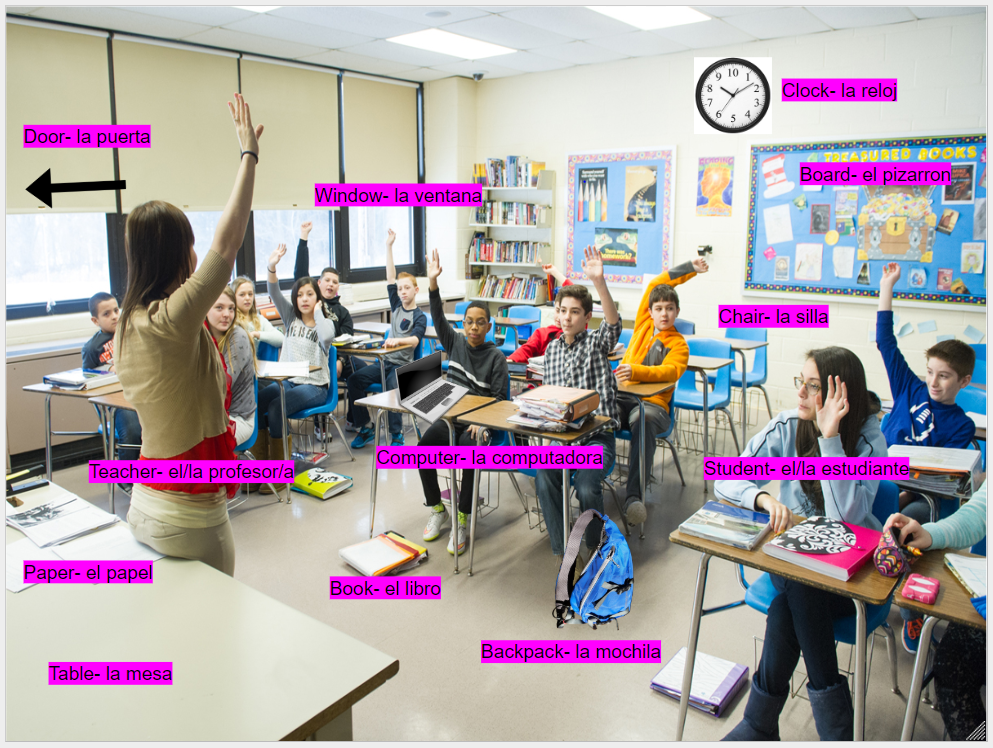 Clock- la reloj
Door- la puerta
TREASURED BOOKS
Board- el pizarron
Window- la ventana
Chair- la silla
Computer- la computadora
Teacher- el/la profesor/a
Student- el/la estudiante
Paper- el papel
Book- el libro
Backpack- la mochila
Table- la mesa